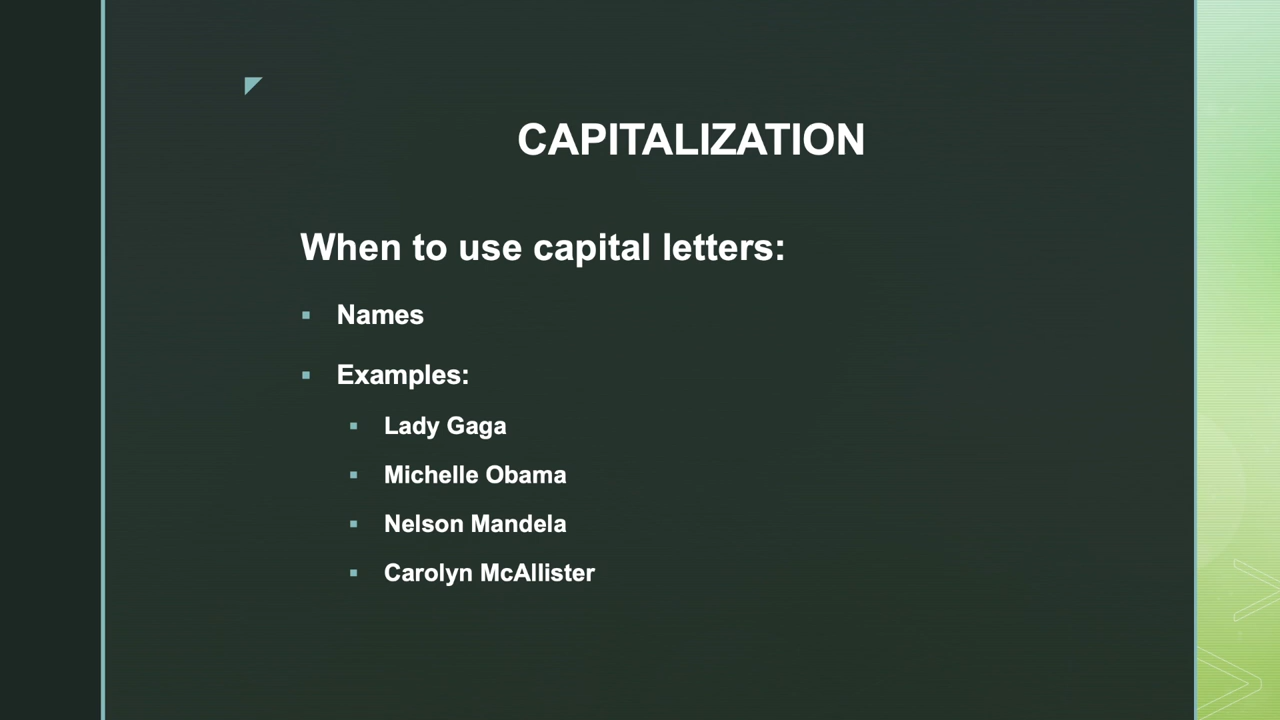 CAPITALIZATION
When to use capital letters:
Names
Examples:
Lady Gaga
Michelle Obama
Nelson Mandela
Carolyn McAllister